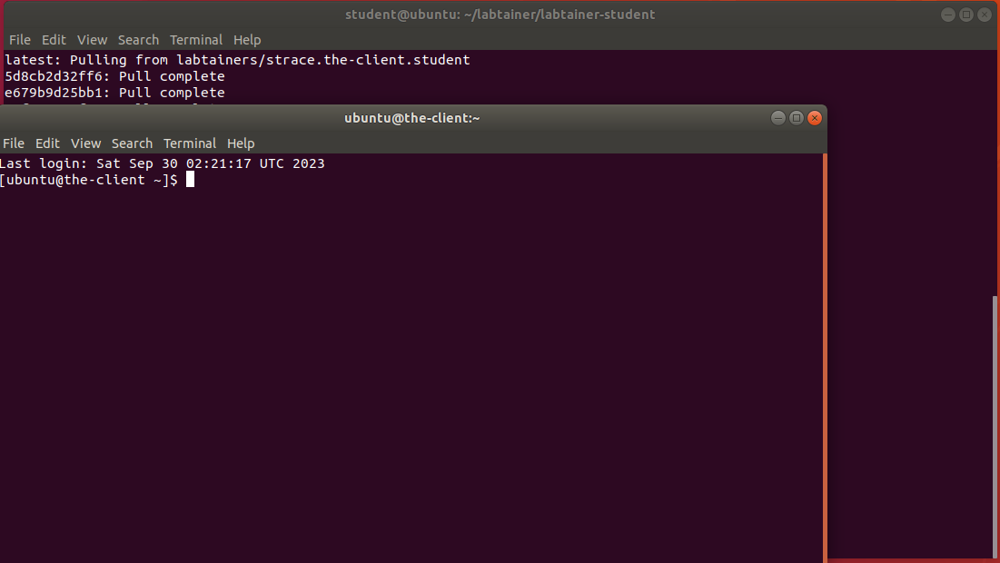 student@ubuntu: ~/labtainer/labtainer-student
File Edit View Search Terminal Help
latest: Pulling from labtainers/strace.the-client.student
5d8cb2d32ff6: Pull complete
e679b9d25bb1: Pull complete
ubuntu@the-client:~
File Edit View Search Terminal Help
Last login: Sat Sep 30 02:21:17 UTC 2023
[ubuntu@the-client ~]$